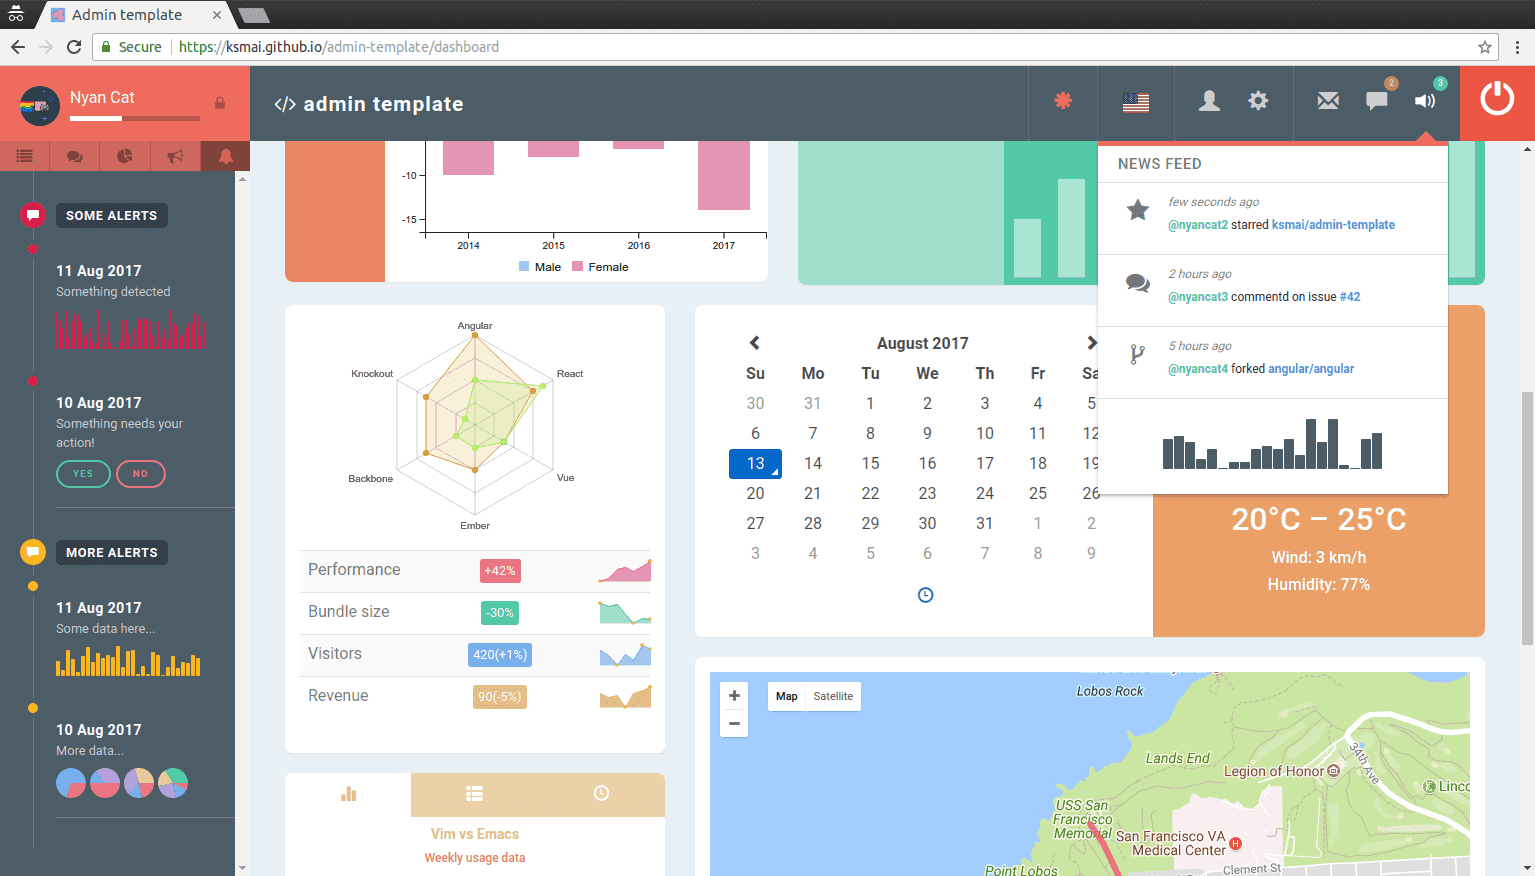 Admin template
Secure
https://ksmai.github.io/admin-template/dashboard
Nyan Cat
</> admin template
2
3
SOME ALERTS
11 Aug 2017
Something detected
10 Aug 2017
Something needs your
action!
YES
NO
MORE ALERTS
11 Aug 2017
Some data here...
10 Aug 2017
More data...
-10
-15
2014 2015 2016 2017
Male Female
Angular
React
Vue
Ember
Backbone
Knockout
Performance +42%
Bundle size -30%
Visitors 420(+1%)
Revenue 90(-5%)
Vim vs Emacs
Weekly usage data
August 2017
Su Mo Tu We Th Fr Sa
30 31 1 2 3 4 5
6 7 8 9 10 11 12
13 14 15 16 17 18 19
20 21 22 23 24 25 26
27 28 29 30 31 1 2
3 4 5 6 7 8 9
NEWS FEED
few seconds ago
@nyancat2 starred ksmai/admin-template
2 hours ago
@nyancat3 commentd on issue #42
5 hours ago
@nyancat4 forked angular/angular
20°C – 25°C
Wind: 3 km/h
Humidity: 77%
+
−
Map Satellite
Lobos Rock
Lands End
Legion of Honor
34th Ave
Linco
USS San
Francisco
Memorial
San Francisco VA
Medical Center
H
Point Lobos
Clement St